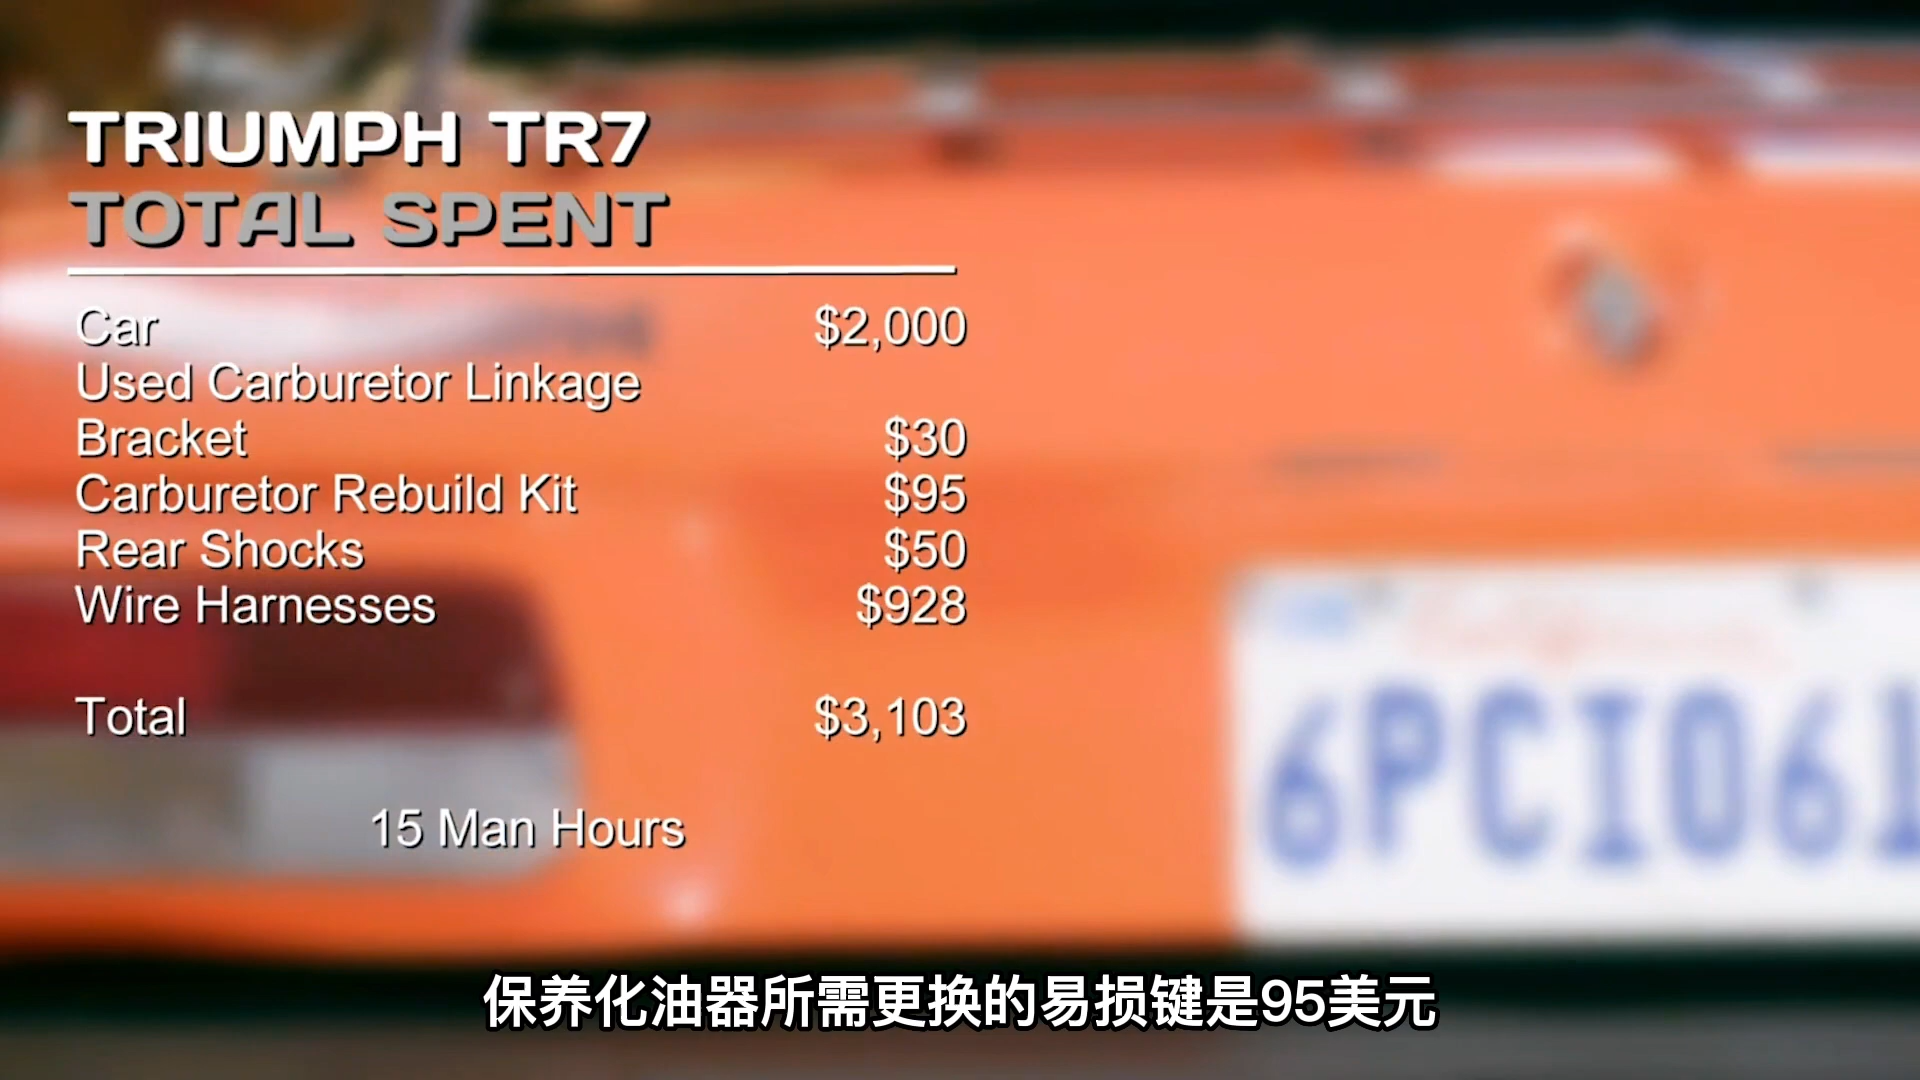 TRIUMPH TR7
TOTAL SPENT
Car $2,000
Used Carburetor Linkage
Bracket $30
Carburetor Rebuild Kit $95
Rear Shocks $50
Wire Harnesses $928
Total $3,103
15 Man Hours
6PCI061
保养化油器所需更换的易损键是95美元